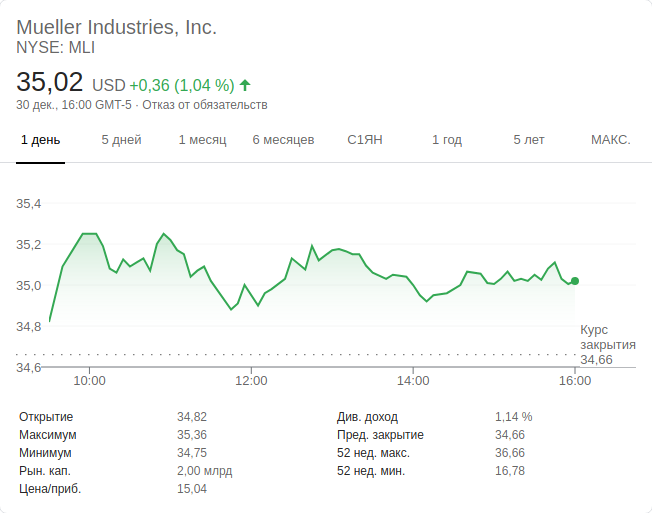 Mueller Industries, Inc.
NYSE: MLI
35,02 USD +0,36 (1,04 %)
30 дек., 16:00 GMT-5 · Отказ от обязательств
1 день 5 дней 1 месяц 6 месяцев С1ЯН 1 год 5 лет МАКС.
35,4
35,2
35,0
34,8
34,6
Курс
закрытия
34,66
10:00 12:00 14:00 16:00
Открытие 34,82 Див. доход 1,14 %
Максимум 35,36 Пред. закрытие 34,66
Минимум 34,75 52 нед. макс. 36,66
Рын. кап. 2,00 млрд 52 нед. мин. 16,78
Цена/приб. 15,04